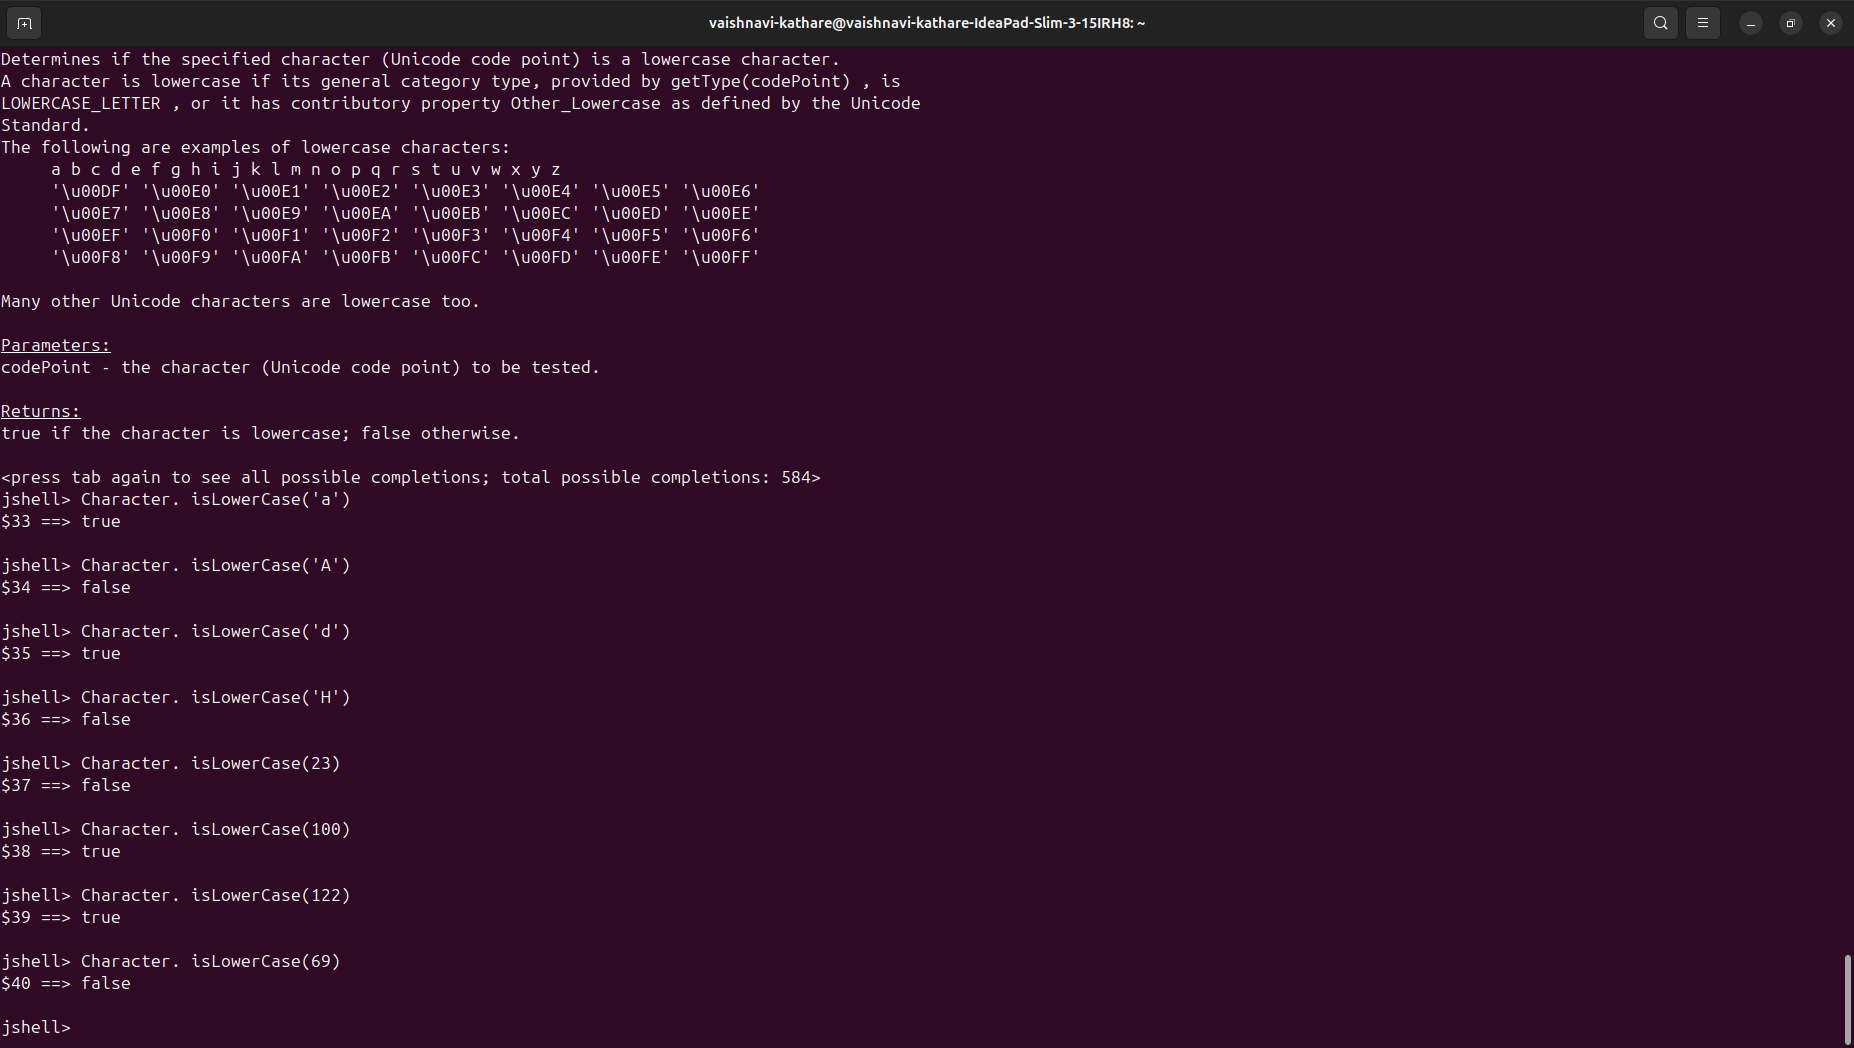 vaishnavi-kathare@vaishnavi-kathare-IdeaPad-Slim-3-15IRH8: ~
Determines if the specified character (Unicode code point) is a lowercase character.
A character is lowercase if its general category type, provided by getType(codePoint) , is
LOWERCASE_LETTER , or it has contributory property Other_Lowercase as defined by the Unicode
Standard.
The following are examples of lowercase characters:
     a b c d e f g h i j k l m n o p q r s t u v w x y z
     '\u00DF' '\u00E0' '\u00E1' '\u00E2' '\u00E3' '\u00E4' '\u00E5' '\u00E6'
     '\u00E7' '\u00E8' '\u00E9' '\u00EA' '\u00EB' '\u00EC' '\u00ED' '\u00EE'
     '\u00EF' '\u00F0' '\u00F1' '\u00F2' '\u00F3' '\u00F4' '\u00F5' '\u00F6'
     '\u00F8' '\u00F9' '\u00FA' '\u00FB' '\u00FC' '\u00FD' '\u00FE' '\u00FF'

Many other Unicode characters are lowercase too.

Parameters:
codePoint - the character (Unicode code point) to be tested.

Returns:
true if the character is lowercase; false otherwise.

<press tab again to see all possible completions; total possible completions: 584>
jshell> Character. isLowerCase('a')
$33 ==> true

jshell> Character. isLowerCase('A')
$34 ==> false

jshell> Character. isLowerCase('d')
$35 ==> true

jshell> Character. isLowerCase('H')
$36 ==> false

jshell> Character. isLowerCase(23)
$37 ==> false

jshell> Character. isLowerCase(100)
$38 ==> true

jshell> Character. isLowerCase(122)
$39 ==> true

jshell> Character. isLowerCase(69)
$40 ==> false

jshell>